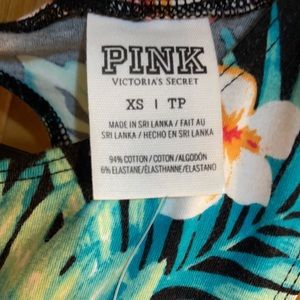 PINK
VICTORIA'S SECRET
XS | TP
MADE IN SRI LANKA / FAIT AU
SRI LANKA / HECHO EN SRI LANKA
94% COTTON / COTON / ALGODÓN
6% ELASTANE / ÉLASTHANNE / ELASTANO